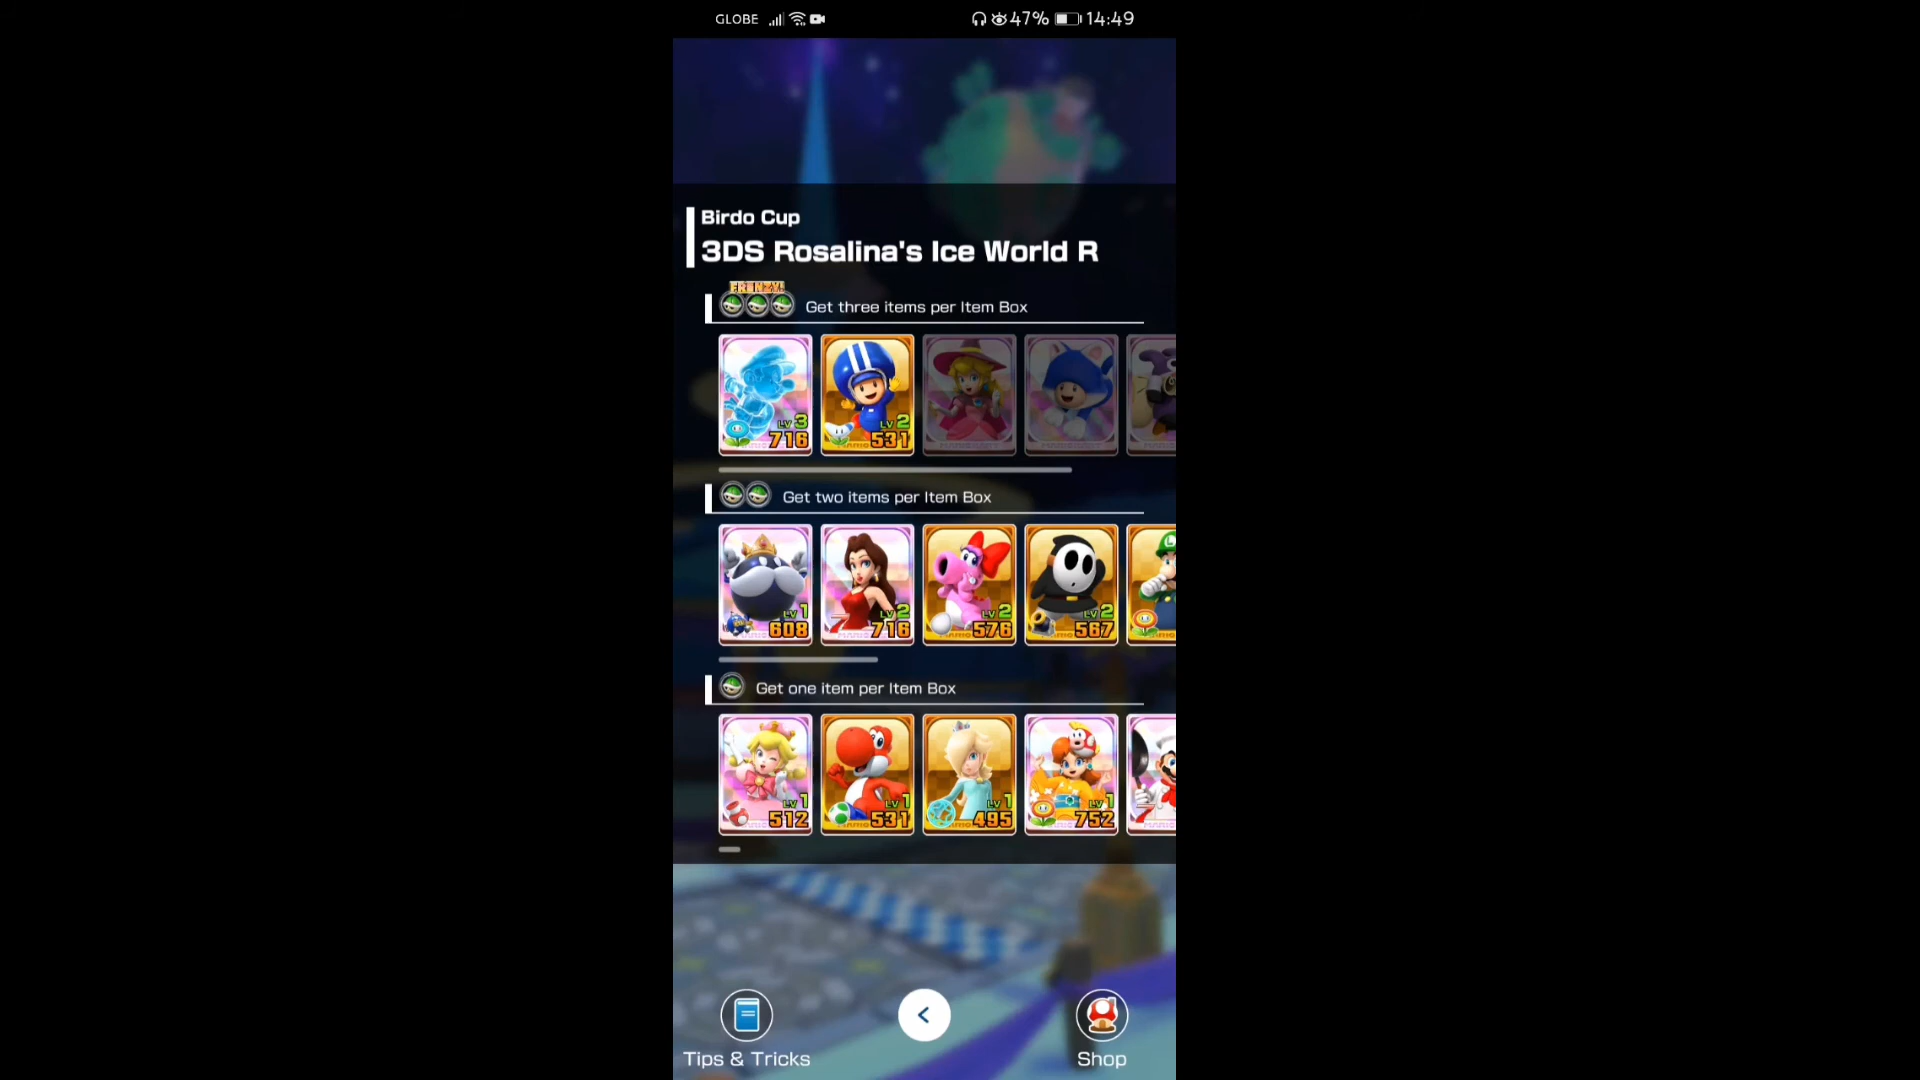 GLOBE 47% 14:49
Birdo Cup
3DS Rosalina's Ice World R
FRENZY!
Get three items per Item Box
LV 3 716
LV 2 531
Get two items per Item Box
LV 1 608
LV 2 716
LV 2 576
LV 2 567
Get one item per Item Box
LV 1 512
LV 1 531
LV 1 495
LV 1 752
Tips & Tricks
<
Shop